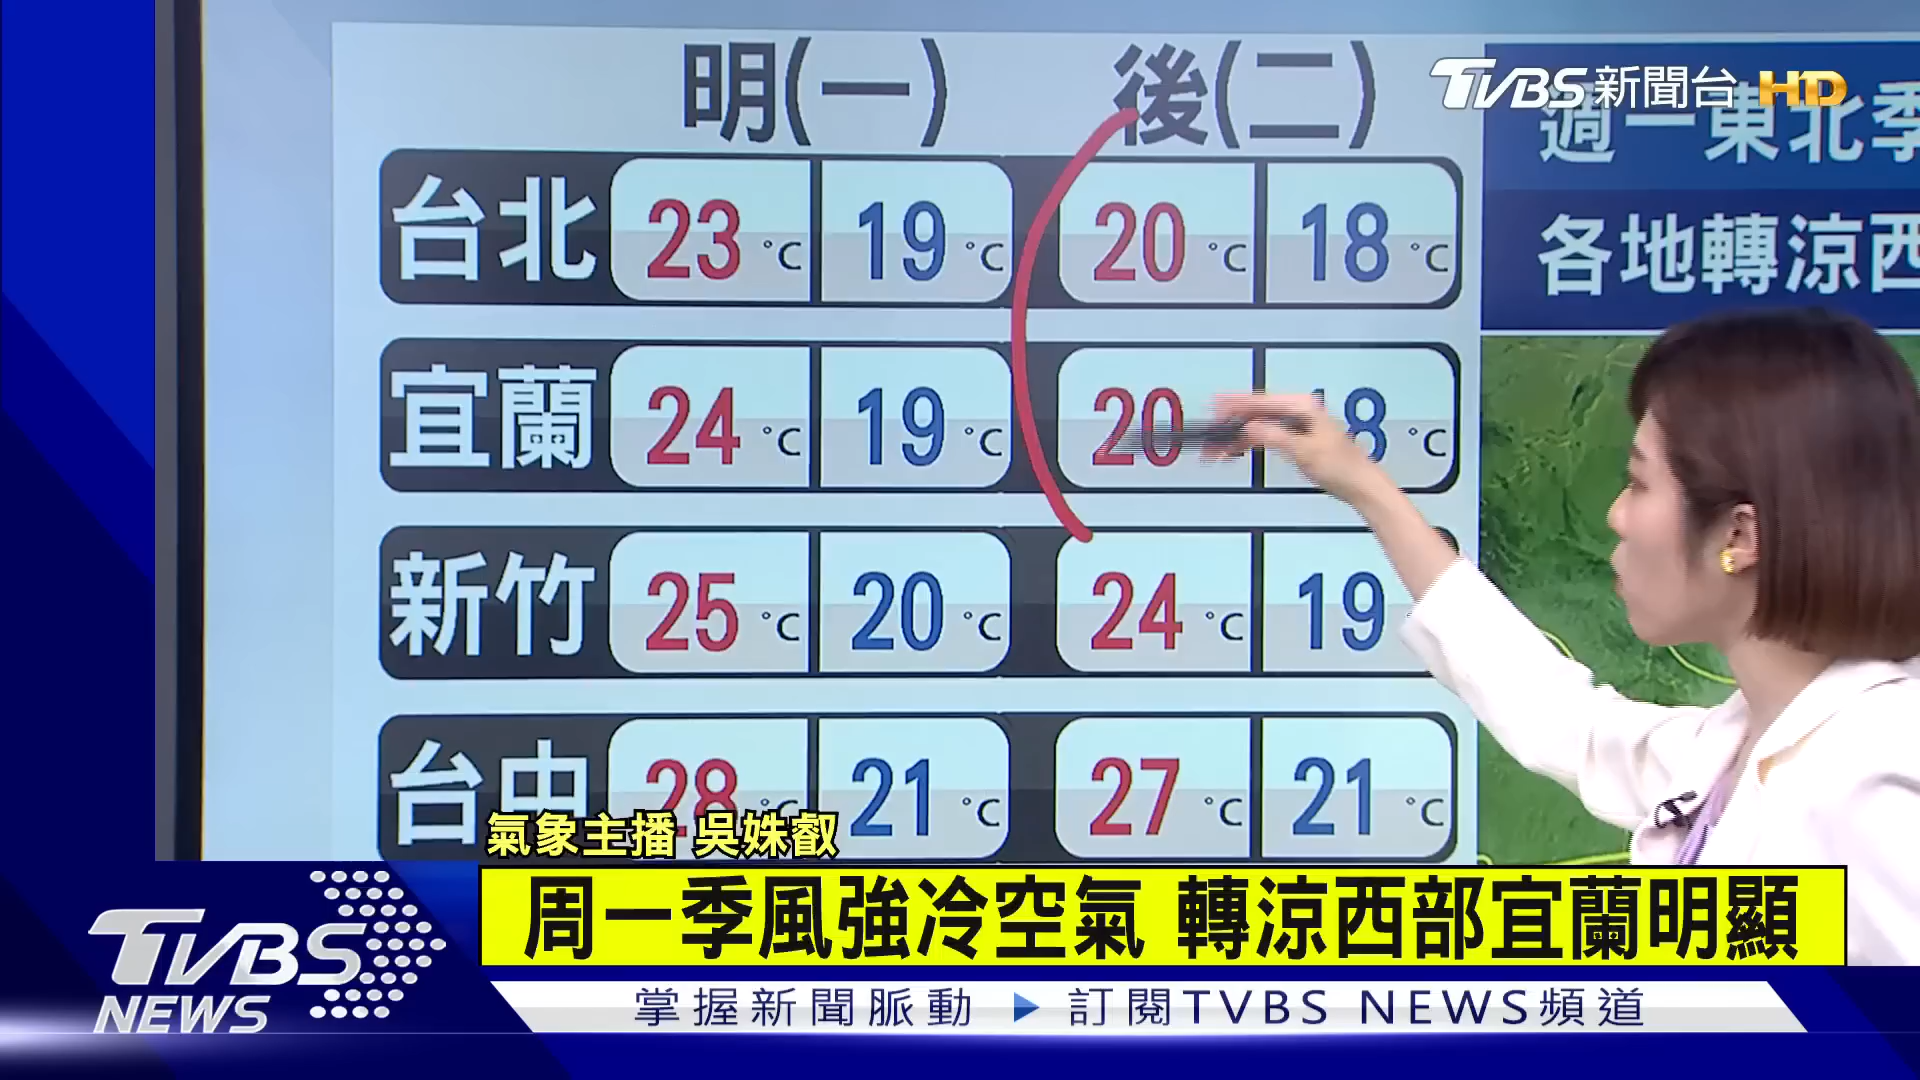 明(一) 後(二)
TVBS新聞台 HD
週一東北季
各地轉涼西
台北 23°C 19°C 20°C 18°C
宜蘭 24°C 19°C 20 18°C
新竹 25°C 20°C 24°C 19
台中 28°C 21°C 27°C 21°C
氣象主播 吳姝叡
周一季風強冷空氣 轉涼西部宜蘭明顯
TVBS
NEWS
掌握新聞脈動 ▶ 訂閱TVBS NEWS頻道